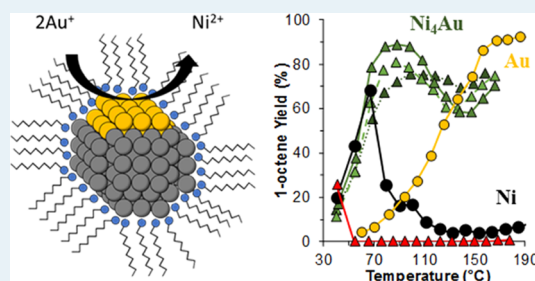 2Au⁺ Ni²⁺
1-octene Yield (%)
100
80
60
40
20
0
Ni₄Au
Au
Ni
30 70 110 150 190
Temperature (°C)